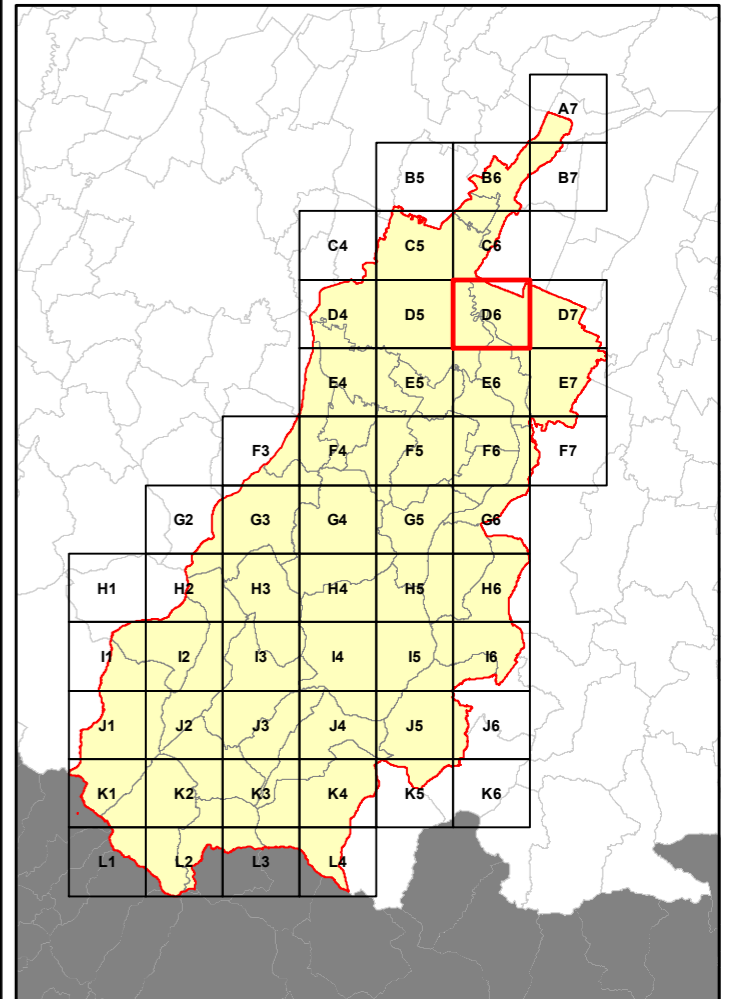 A7
B5 B6 B7
C4 C5 C6
D4 D5 D6 D7
E4 E5 E6 E7
F3 F4 F5 F6 F7
G2 G3 G4 G5 G6
H1 H2 H3 H4 H5 H6
I1 I2 I3 I4 I5 I6
J1 J2 J3 J4 J5 J6
K1 K2 K3 K4 K5 K6
L1 L2 L3 L4